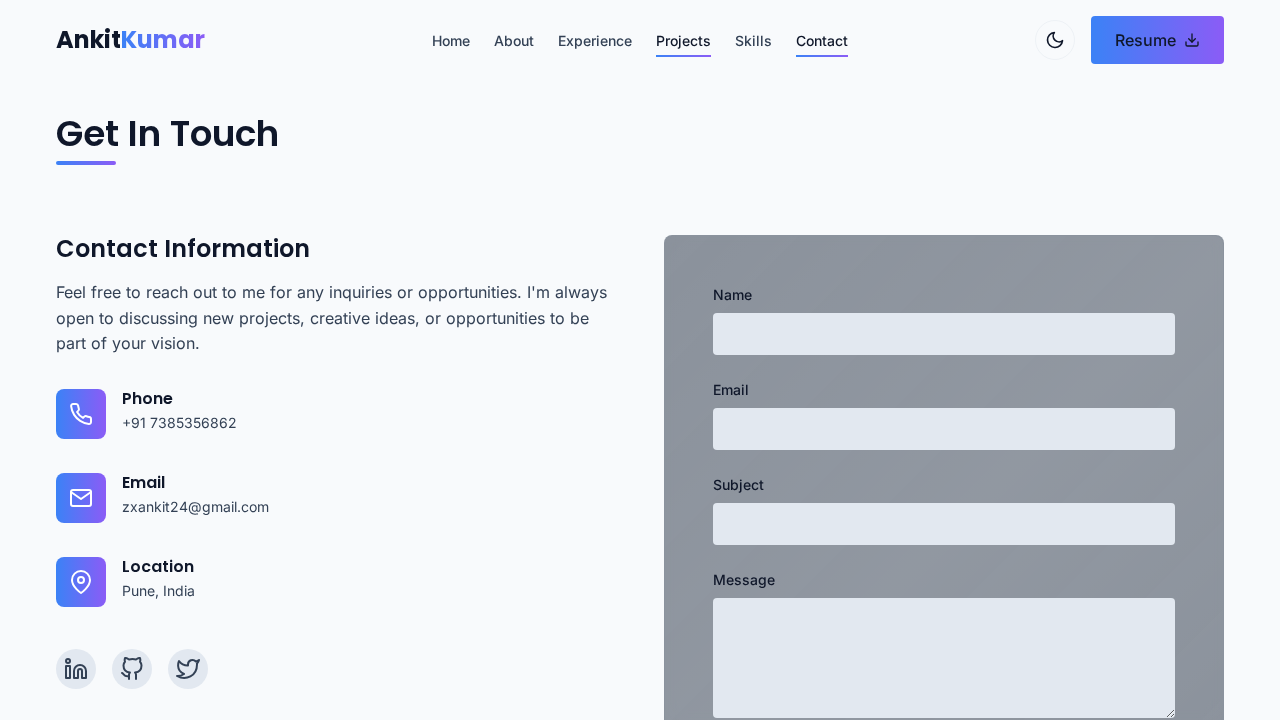 AnkitKumar
Home
About
Experience
Projects
Skills
Contact
Resume
Get In Touch
Contact Information
Feel free to reach out to me for any inquiries or opportunities. I'm always
open to discussing new projects, creative ideas, or opportunities to be
part of your vision.
Phone
+91 7385356862
Email
zxankit24@gmail.com
Location
Pune, India
Name
Email
Subject
Message